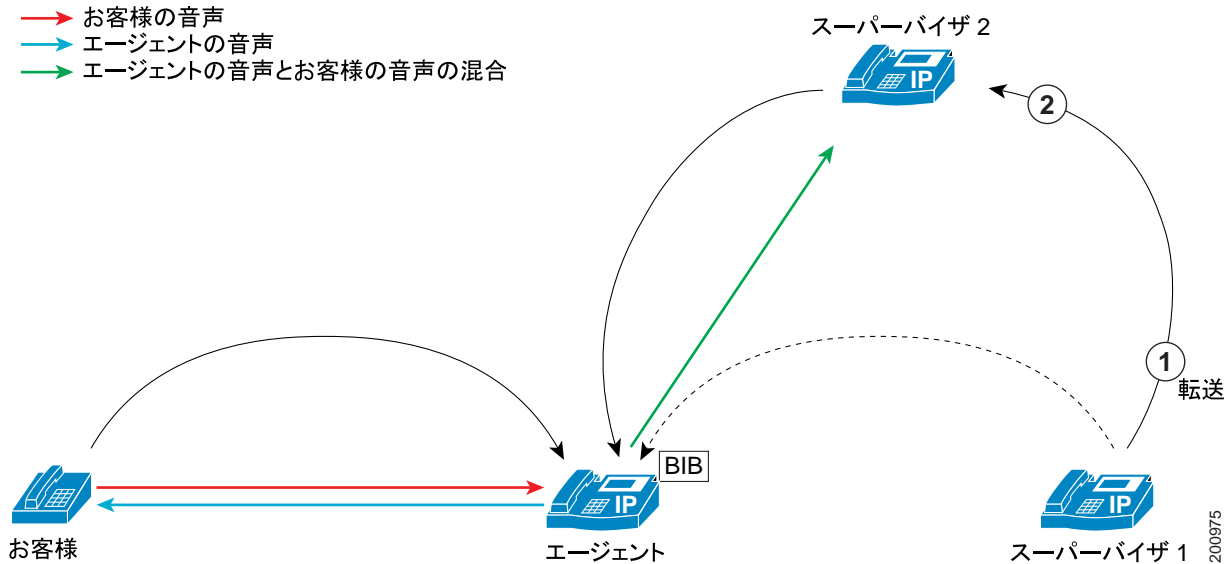 お客様の音声
エージェントの音声
エージェントの音声とお客様の音声の混合
スーパーバイザ 2
IP
2
1
転送
BIB
IP
IP
お客様
エージェント
スーパーバイザ 1
200975